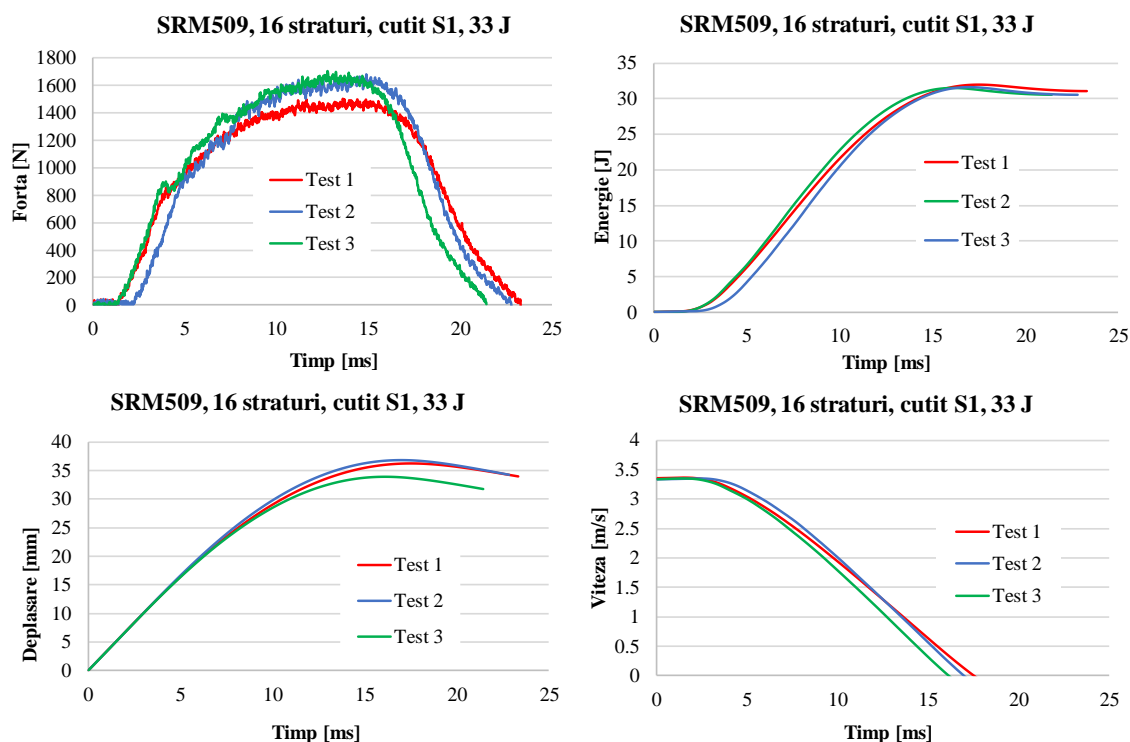 SRM509, 16 straturi, cutit S1, 33 J
Forta [N]
1800
1600
1400
1200
1000
800
600
400
200
0
0 5 10 15 20 25
Timp [ms]
Test 1
Test 2
Test 3
SRM509, 16 straturi, cutit S1, 33 J
Energie [J]
35
30
25
20
15
10
5
0
0 5 10 15 20 25
Timp [ms]
Test 1
Test 2
Test 3
SRM509, 16 straturi, cutit S1, 33 J
Deplasare [mm]
40
35
30
25
20
15
10
5
0
0 5 10 15 20 25
Timp [ms]
Test 1
Test 2
Test 3
SRM509, 16 straturi, cutit S1, 33 J
Viteza [m/s]
4
3.5
3
2.5
2
1.5
1
0.5
0
0 5 10 15 20 25
Timp [ms]
Test 1
Test 2
Test 3